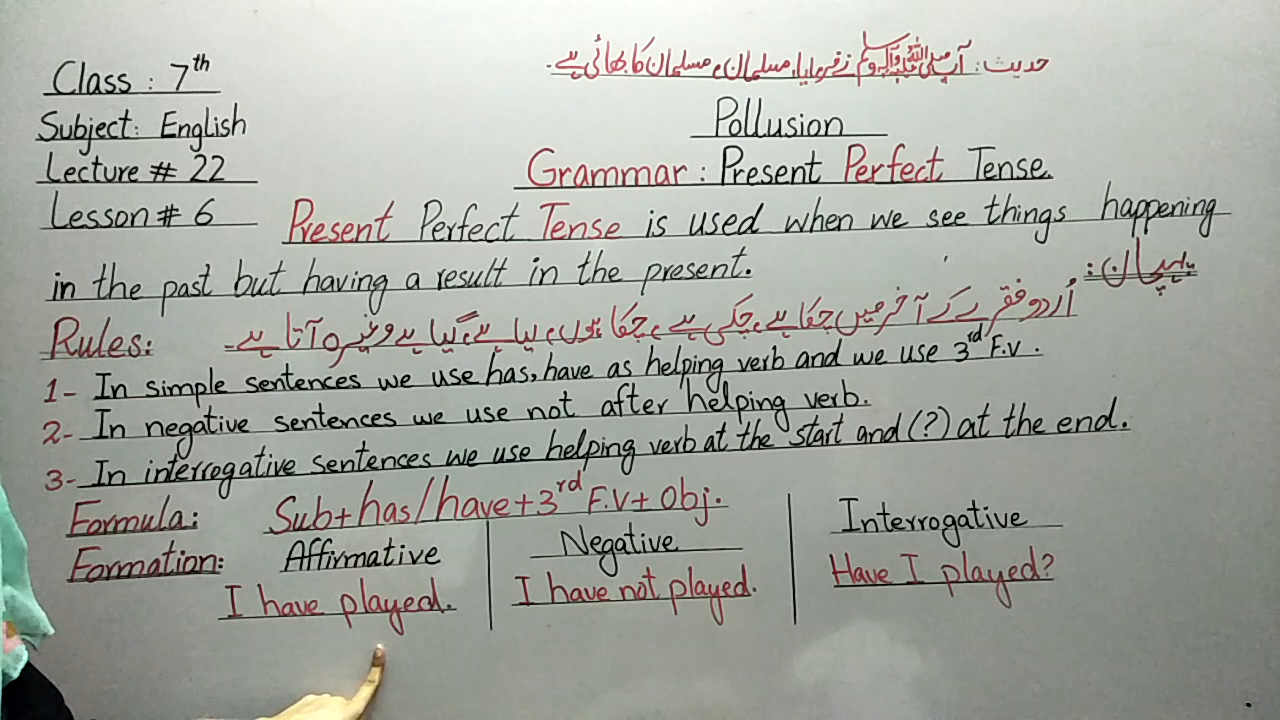 Class : 7th
Subject: English
Lecture # 22
Lesson # 6
حدیث: آپ صلی اللہ علیہ وسلم نے فرمایا، مسلمان، مسلمان کا بھائی ہے۔
Pollusion
Grammar : Present Perfect Tense.
Present Perfect Tense is used when we see things happening
in the past but having a result in the present.
پہچان:
اُردو فقرے کے آخر میں چکا ہے، چکی ہے، چکا ہوں، لیا ہے، گیا ہے وغیرہ آتا ہے۔
Rules:
1- In simple sentences we use has, have as helping verb and we use 3rd F.V.
2- In negative sentences we use not after helping verb.
3- In interrogative sentences we use helping verb at the start and (?) at the end.
Formula: Sub+has/have+3rd F.V+Obj.
Formation: Affirmative Negative Interrogative
I have played. I have not played. Have I played?